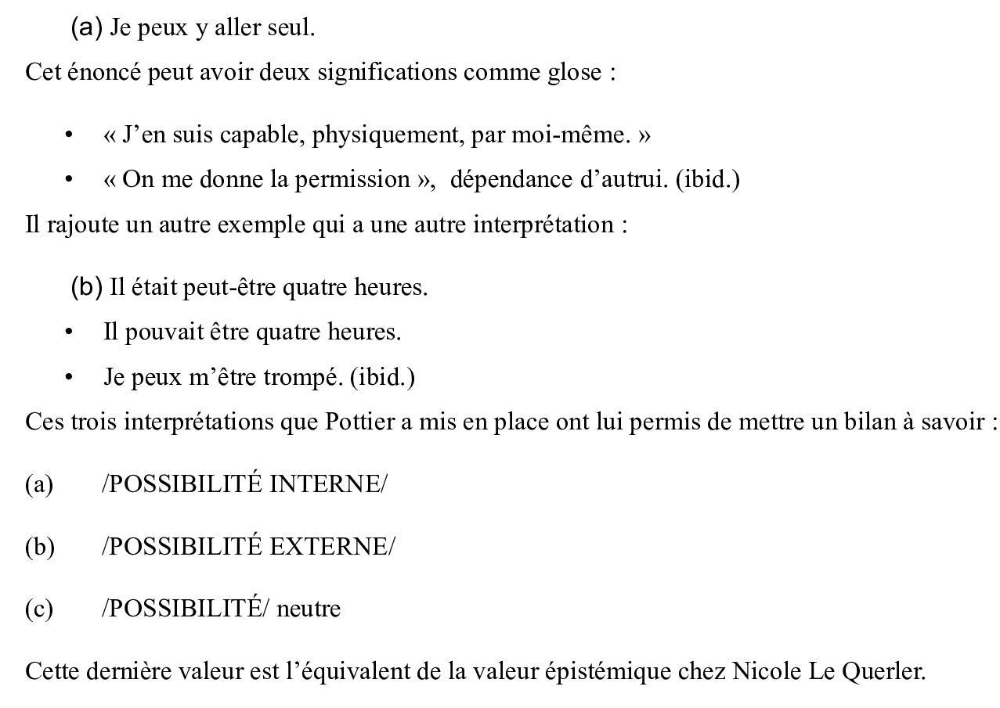 (a) Je peux y aller seul.
Cet énoncé peut avoir deux significations comme glose :
• « J’en suis capable, physiquement, par moi-même. »
• « On me donne la permission », dépendance d’autrui. (ibid.)
Il rajoute un autre exemple qui a une autre interprétation :
(b) Il était peut-être quatre heures.
• Il pouvait être quatre heures.
• Je peux m’être trompé. (ibid.)
Ces trois interprétations que Pottier a mis en place ont lui permis de mettre un bilan à savoir :
(a) /POSSIBILITÉ INTERNE/
(b) /POSSIBILITÉ EXTERNE/
(c) /POSSIBILITÉ/ neutre
Cette dernière valeur est l’équivalent de la valeur épistémique chez Nicole Le Querler.